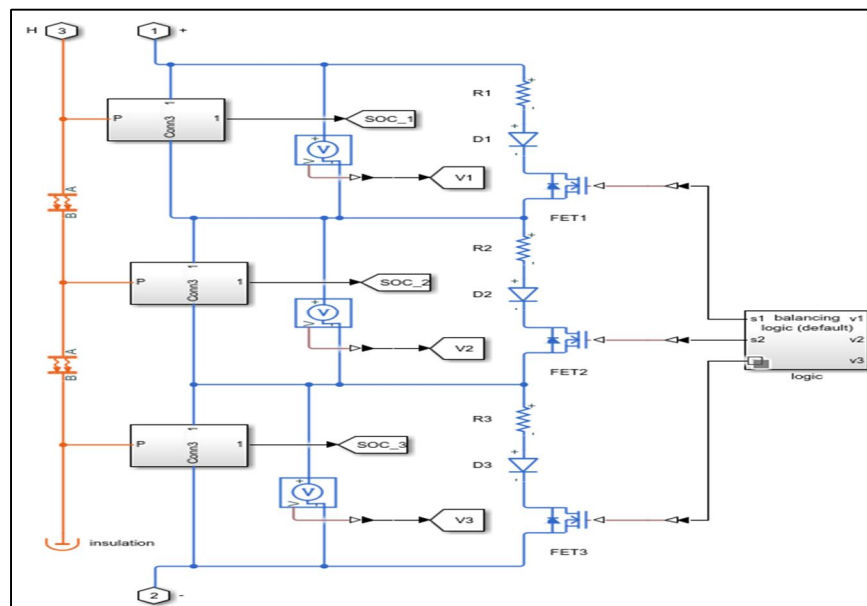 H 3 1 +
R1
1
P Conn3 1 SOC_1
D1
+
V
V V1
FET1
A
B
R2
1
P Conn3 1 SOC_2
D2
+
V
V V2
s1 balancing v1
logic (default)
s2 v2
v3
FET2
logic
A
B
R3
1
P Conn3 1 SOC_3
D3
+
V
V V3
insulation
FET3
2 -